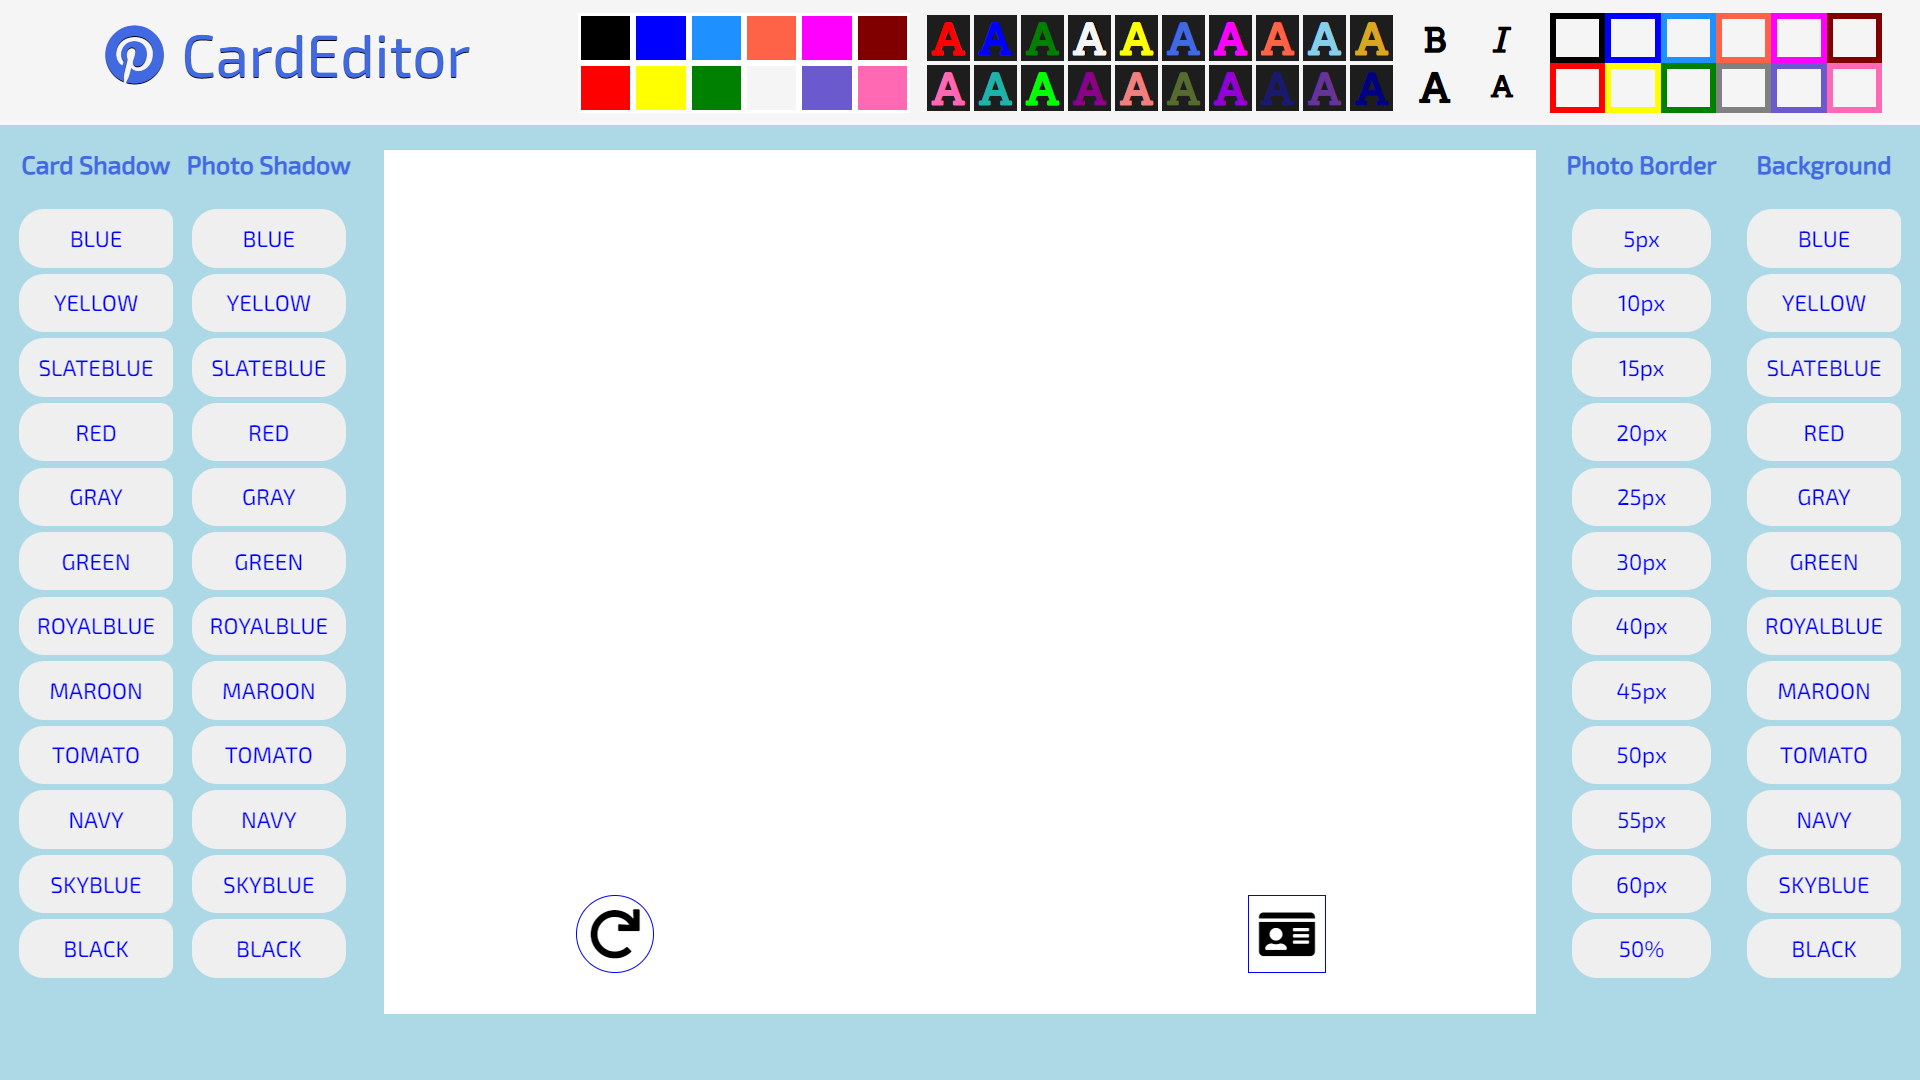 CardEditor
A A A A A A A A A A B I
A A A A A A A A A A A A
Card Shadow Photo Shadow Photo Border Background
BLUE BLUE 5px BLUE
YELLOW YELLOW 10px YELLOW
SLATEBLUE SLATEBLUE 15px SLATEBLUE
RED RED 20px RED
GRAY GRAY 25px GRAY
GREEN GREEN 30px GREEN
ROYALBLUE ROYALBLUE 40px ROYALBLUE
MAROON MAROON 45px MAROON
TOMATO TOMATO 50px TOMATO
NAVY NAVY 55px NAVY
SKYBLUE SKYBLUE 60px SKYBLUE
BLACK BLACK 50% BLACK